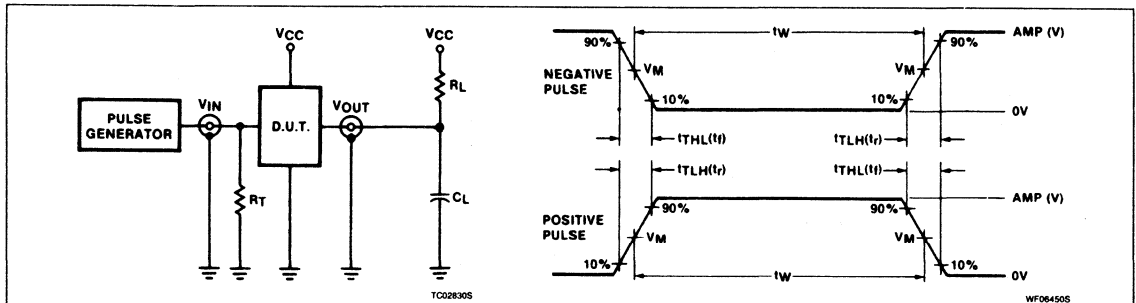 VCC
VCC
RL
PULSE
GENERATOR
VIN
D.U.T.
VOUT
RT
CL
TC02830S
NEGATIVE
PULSE
90%
tW
90%
AMP (V)
VM
VM
10%
10%
0V
tTHL(tf)
tTLH(tr)
tTLH(tr)
tTHL(tf)
POSITIVE
PULSE
90%
90%
AMP (V)
VM
VM
10%
tW
10%
0V
WF06450S